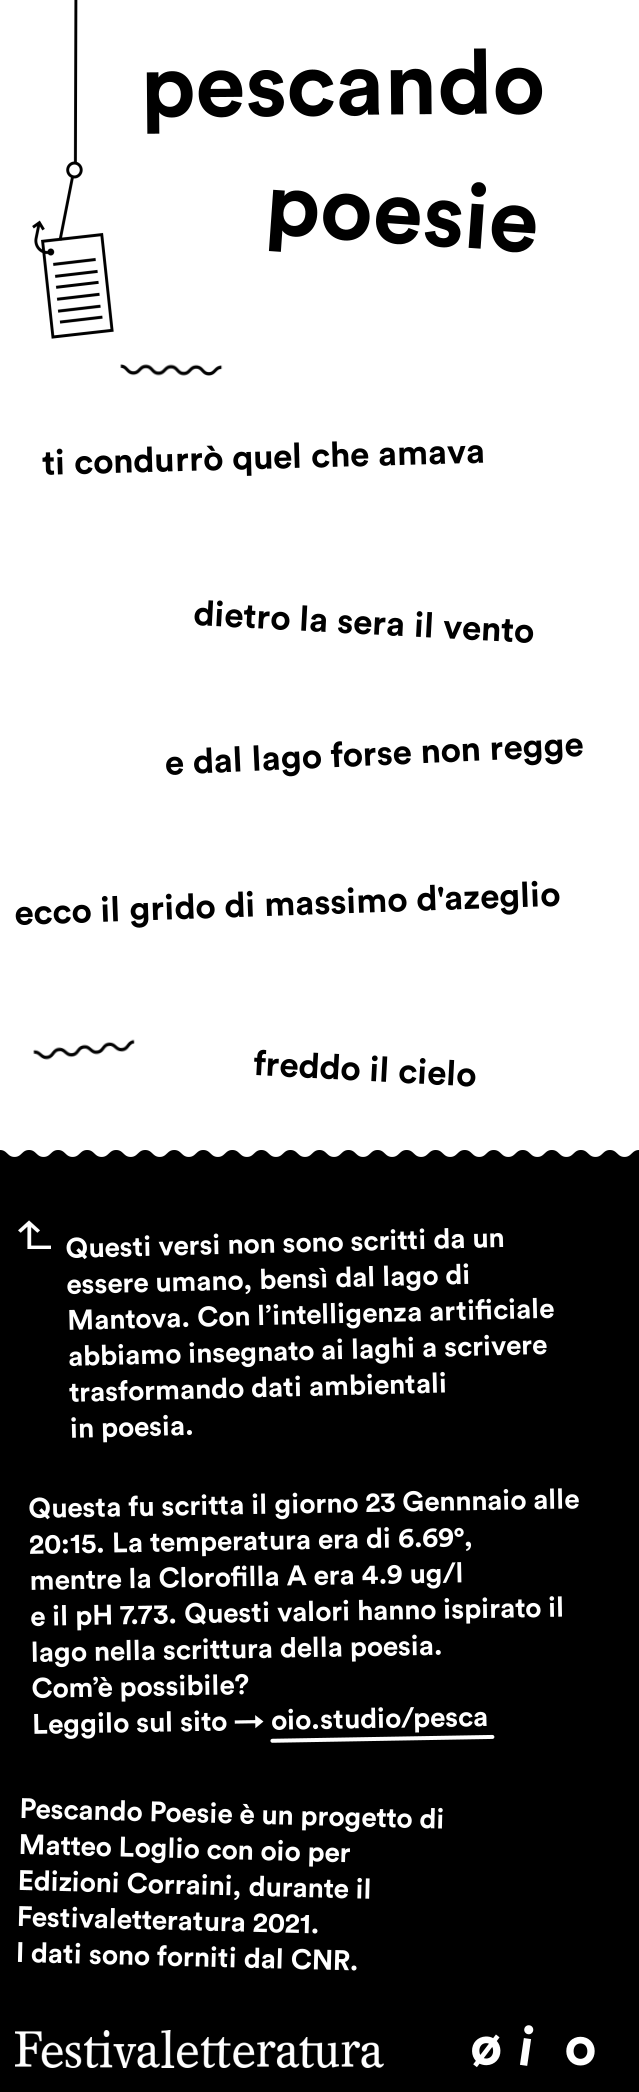 pescando
poesie
ti condurrò quel che amava
dietro la sera il vento
e dal lago forse non regge
ecco il grido di massimo d'azeglio
freddo il cielo
Questi versi non sono scritti da un
essere umano, bensì dal lago di
Mantova. Con l’intelligenza artificiale
abbiamo insegnato ai laghi a scrivere
trasformando dati ambientali
in poesia.
Questa fu scritta il giorno 23 Gennnaio alle
20:15. La temperatura era di 6.69°,
mentre la Clorofilla A era 4.9 ug/l
e il pH 7.73. Questi valori hanno ispirato il
lago nella scrittura della poesia.
Com’è possibile?
Leggilo sul sito → oio.studio/pesca
Pescando Poesie è un progetto di
Matteo Loglio con oio per
Edizioni Corraini, durante il
Festivaletteratura 2021.
I dati sono forniti dal CNR.
Festivaletteratura ø i o